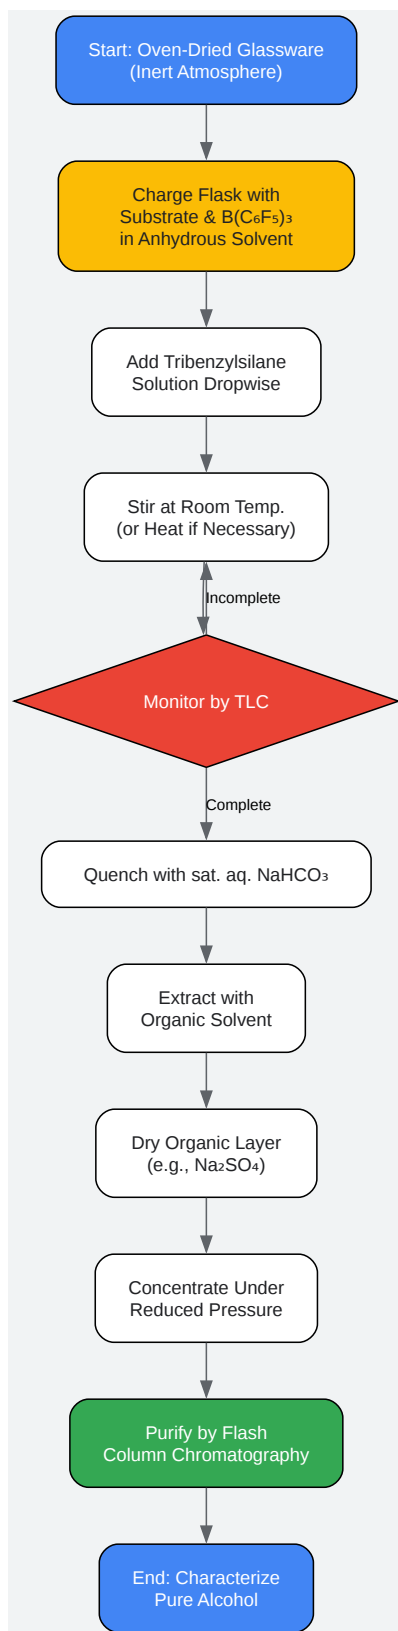 Start: Oven-Dried Glassware
(Inert Atmosphere)
Charge Flask with
Substrate & B(C₆F₅)₃
in Anhydrous Solvent
Add Tribenzylsilane
Solution Dropwise
Stir at Room Temp.
(or Heat if Necessary)
Incomplete
Monitor by TLC
Complete
Quench with sat. aq. NaHCO₃
Extract with
Organic Solvent
Dry Organic Layer
(e.g., Na₂SO₄)
Concentrate Under
Reduced Pressure
Purify by Flash
Column Chromatography
End: Characterize
Pure Alcohol